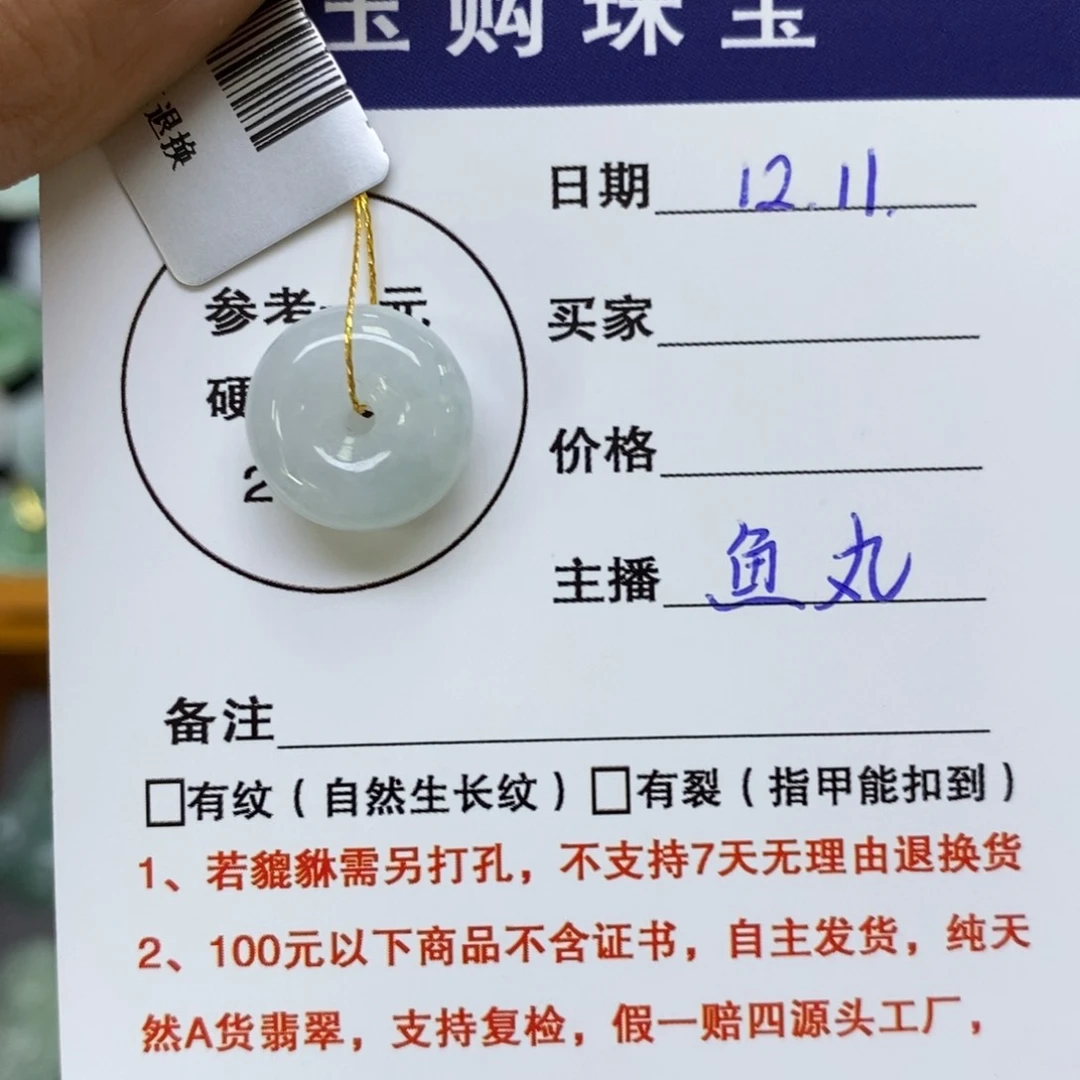 宝购珠宝
退换
日期 12.11.
参考一元
买家
硬
价格
2
主播 鱼丸
备注
□有纹（自然生长纹）□有裂（指甲能扣到）
1、若貔貅需另打孔，不支持7天无理由退换货
2、100元以下商品不含证书，自主发货，纯天
然A货翡翠，支持复检，假一赔四源头工厂，